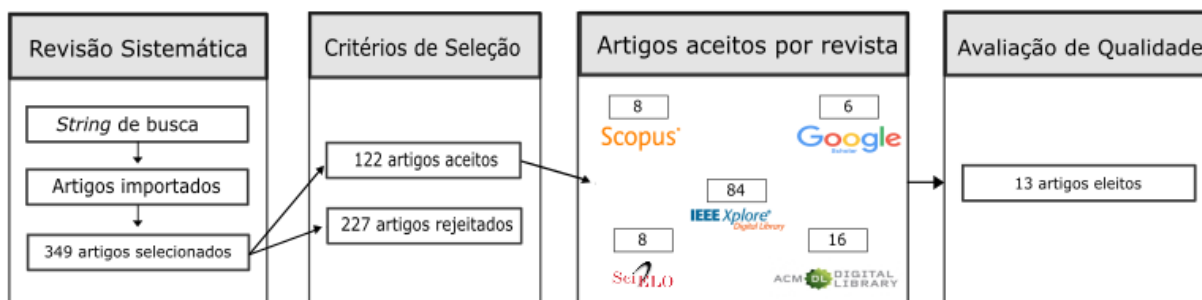 Revisão Sistemática
String de busca
Artigos importados
349 artigos selecionados
Critérios de Seleção
122 artigos aceitos
227 artigos rejeitados
Artigos aceitos por revista
8
Scopus
6
Google
Scholar
84
IEEE Xplore®
Digital Library
8
SciELO
16
ACM DL DIGITAL
LIBRARY
Avaliação de Qualidade
13 artigos eleitos